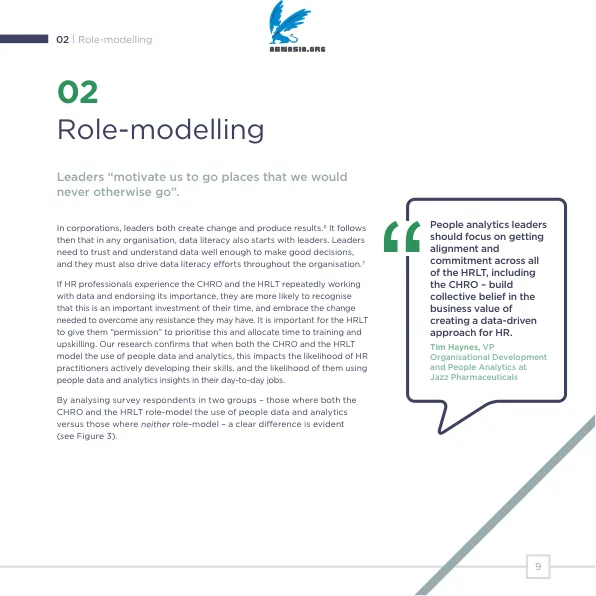 02 | Role-modelling
ABNASIA.ORG
02
Role-modelling
Leaders “motivate us to go places that we would
never otherwise go”.
In corporations, leaders both create change and produce results.⁶ It follows
then that in any organisation, data literacy also starts with leaders. Leaders
need to trust and understand data well enough to make good decisions,
and they must also drive data literacy efforts throughout the organisation.⁷
If HR professionals experience the CHRO and the HRLT repeatedly working
with data and endorsing its importance, they are more likely to recognise
that this is an important investment of their time, and embrace the change
needed to overcome any resistance they may have. It is important for the HRLT
to give them “permission” to prioritise this and allocate time to training and
upskilling. Our research confirms that when both the CHRO and the HRLT
model the use of people data and analytics, this impacts the likelihood of HR
practitioners actively developing their skills, and the likelihood of them using
people data and analytics insights in their day-to-day jobs.
By analysing survey respondents in two groups – those where both the
CHRO and the HRLT role-model the use of people data and analytics
versus those where neither role-model – a clear difference is evident
(see Figure 3).
“
People analytics leaders
should focus on getting
alignment and
commitment across all
of the HRLT, including
the CHRO – build
collective belief in the
business value of
creating a data-driven
approach for HR.
Tim Haynes, VP
Organisational Development
and People Analytics at
Jazz Pharmaceuticals
9